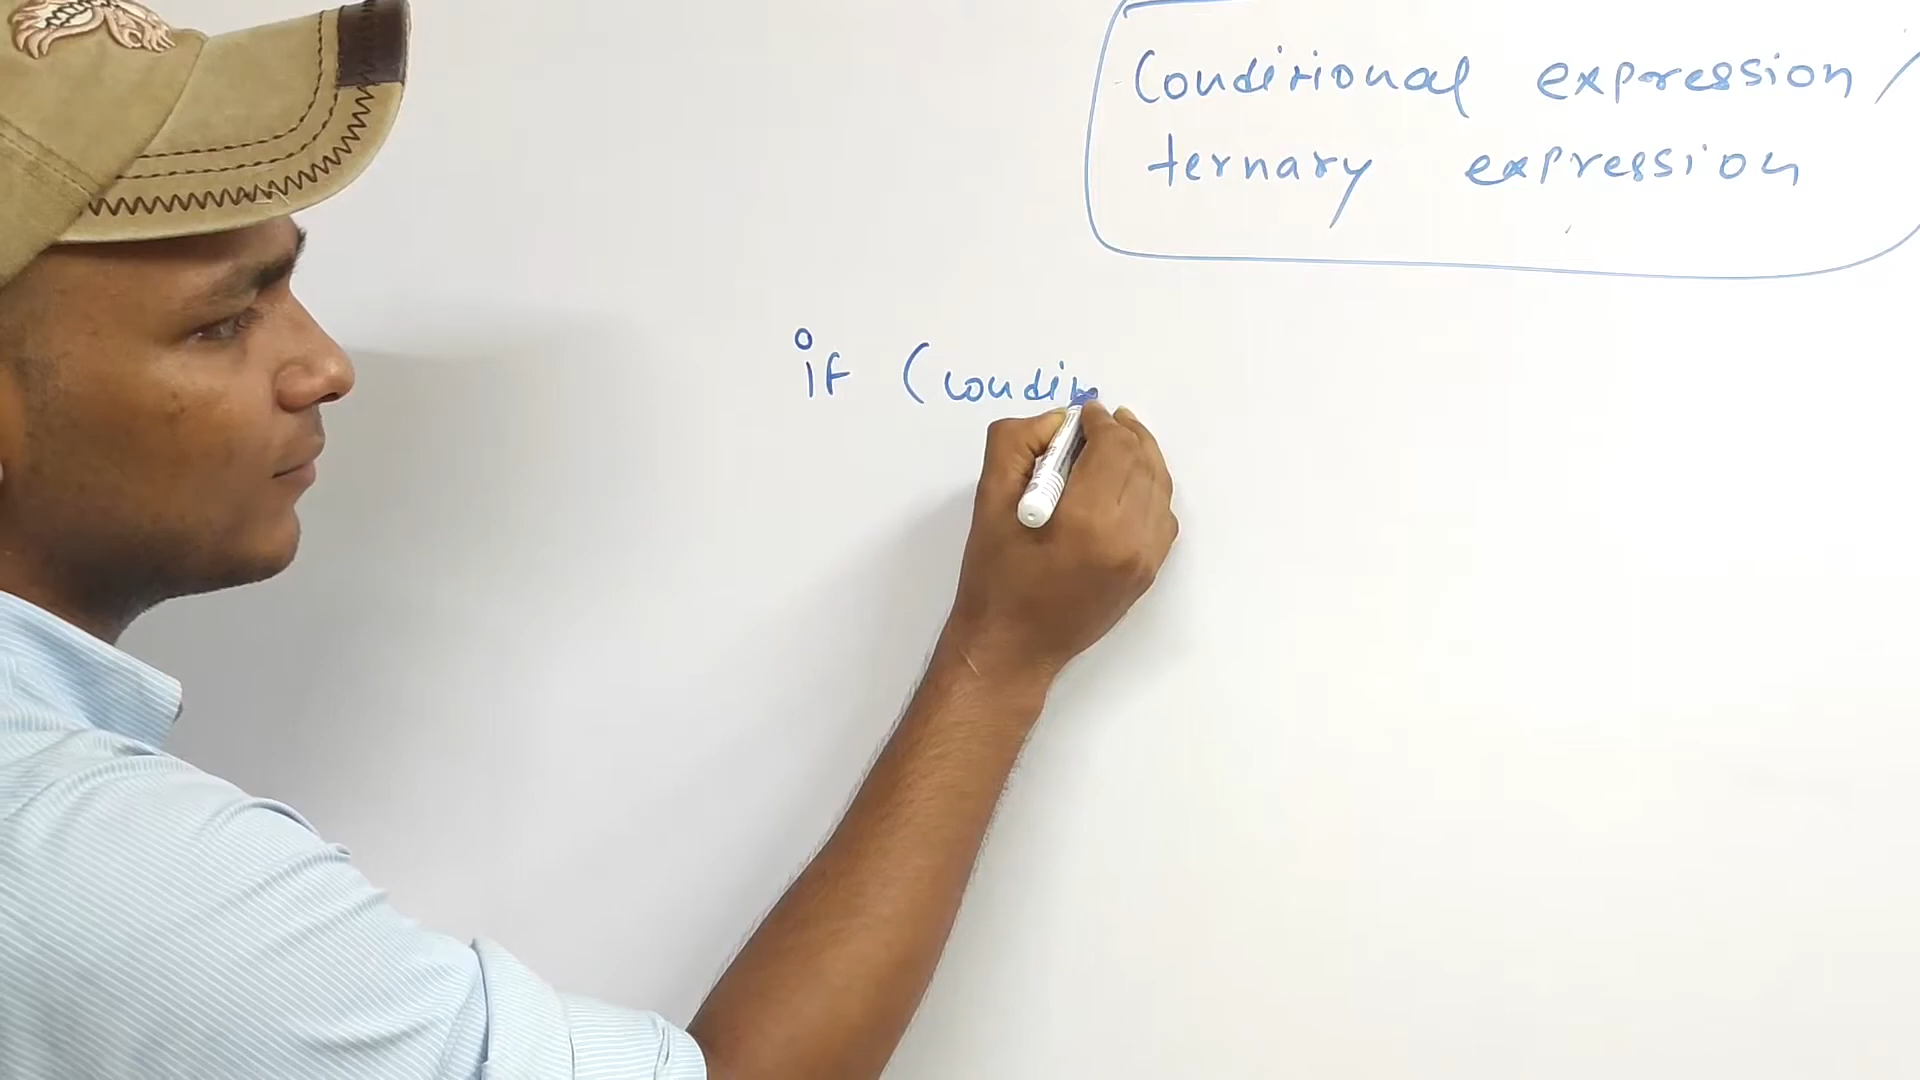 Conditional expression /
ternary expression
if (condi